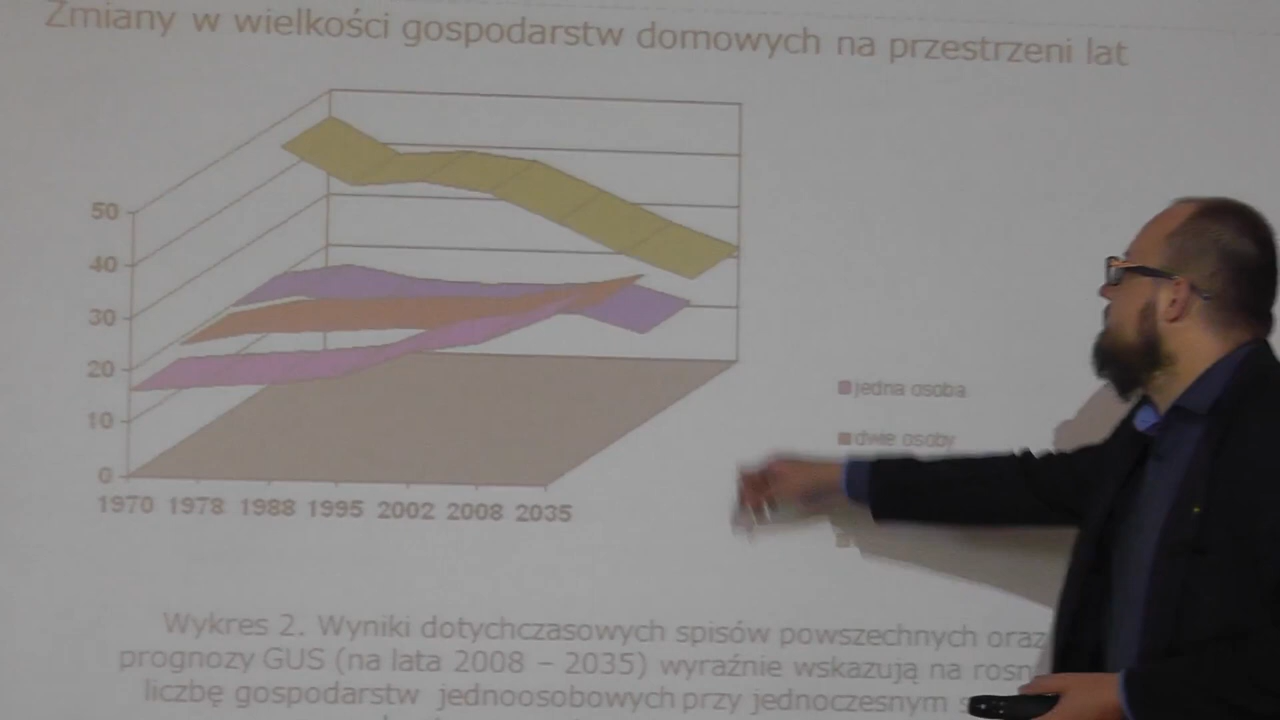 Zmiany w wielkości gospodarstw domowych na przestrzeni lat
50
40
30
20
10
0
1970 1978 1988 1995 2002 2008 2035
jedna osoba
dwie osoby
Wykres 2. Wyniki dotychczasowych spisów powszechnych oraz
prognozy GUS (na lata 2008 – 2035) wyraźnie wskazują na rosn
liczbę gospodarstw jednoosobowych przy jednoczesnym s